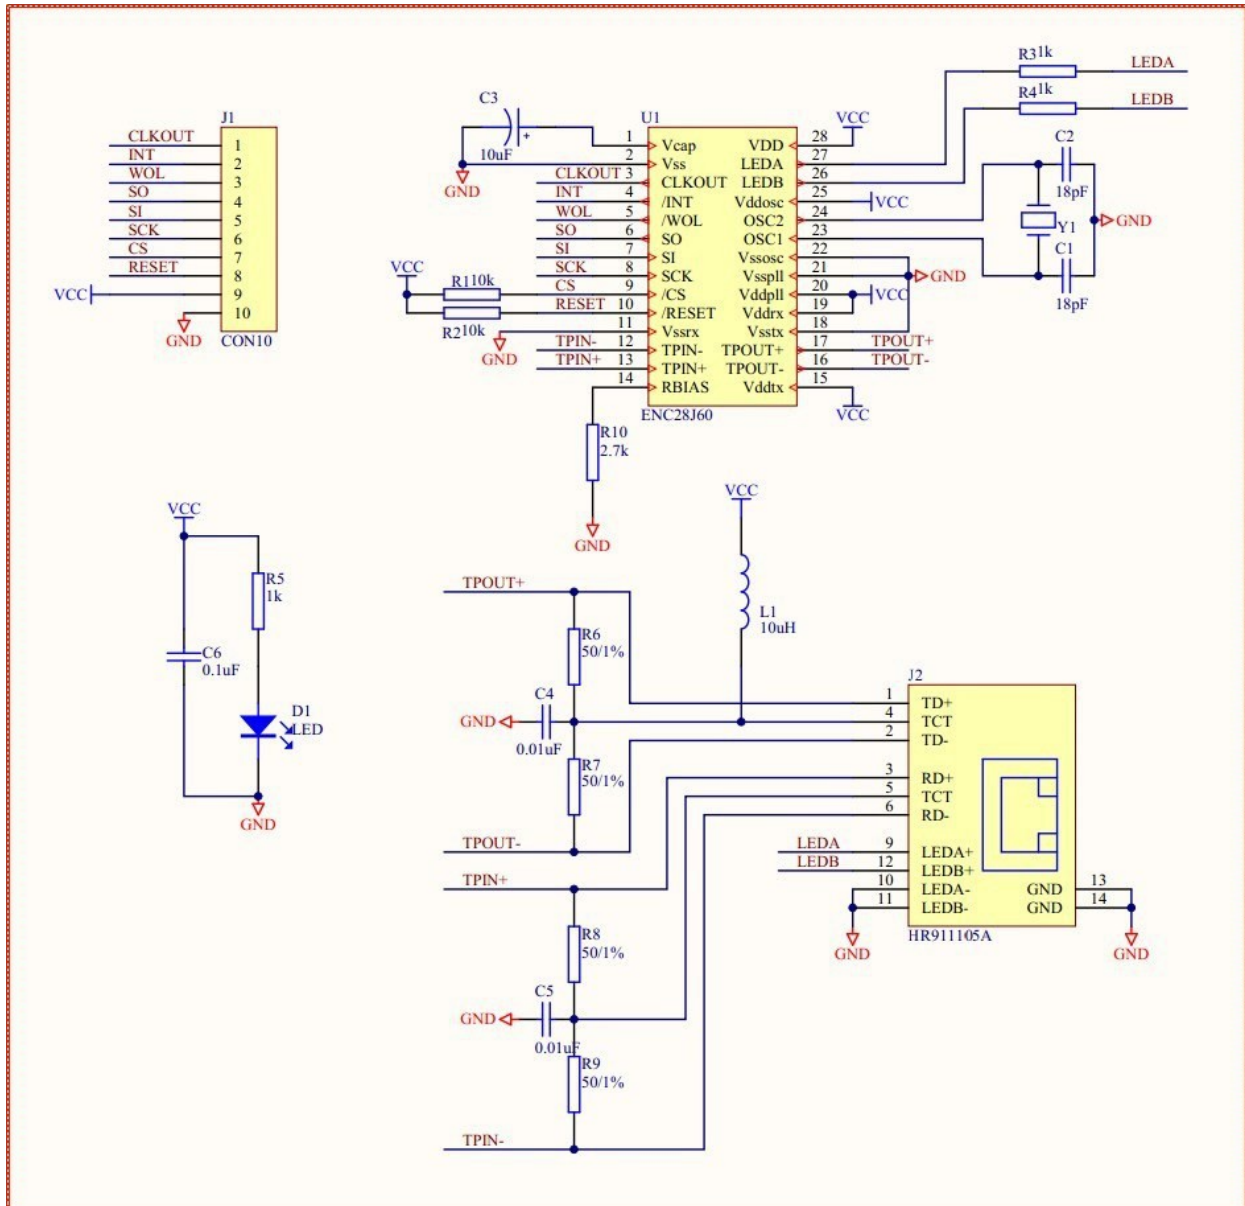 J1
CLKOUT 1
INT 2
WOL 3
SO 4
SI 5
SCK 6
CS 7
RESET 8
VCC 9
10
GND
CON10
C3
10uF
GND
U1
1 Vcap
2 Vss
CLKOUT 3 CLKOUT
INT 4 /INT
WOL 5 /WOL
SO 6 SO
SI 7 SI
SCK 8 SCK
CS 9 /CS
RESET 10 /RESET
11 Vssrx
TPIN- 12 TPIN-
TPIN+ 13 TPIN+
14 RBIAS
VCC
R1 10k
R2 10k
GND
VDD 28 VCC
LEDA 27
LEDB 26
Vddosc 25 VCC
OSC2 24
OSC1 23
Vssosc 22
Vsspll 21 GND
Vddpll 20 VCC
Vddrx 19
Vsstx 18
TPOUT+ 17 TPOUT+
TPOUT- 16 TPOUT-
Vddtx 15
VCC
ENC28J60
R3 1k LEDA
R4 1k LEDB
C2
18pF
Y1
GND
C1
18pF
R10
2.7k
GND
VCC
R5
1k
C6
0.1uF
D1
LED
GND
VCC
L1
10uH
TPOUT+
R6
50/1%
C4
GND
0.01uF
R7
50/1%
TPOUT-
TPIN+
R8
50/1%
C5
GND
0.01uF
R9
50/1%
TPIN-
J2
1 TD+
4 TCT
2 TD-
3 RD+
5 TCT
6 RD-
LEDA 9 LEDA+
LEDB 12 LEDB+
10 LEDA-
11 LEDB-
GND 13
GND 14
HR911105A
GND
GND